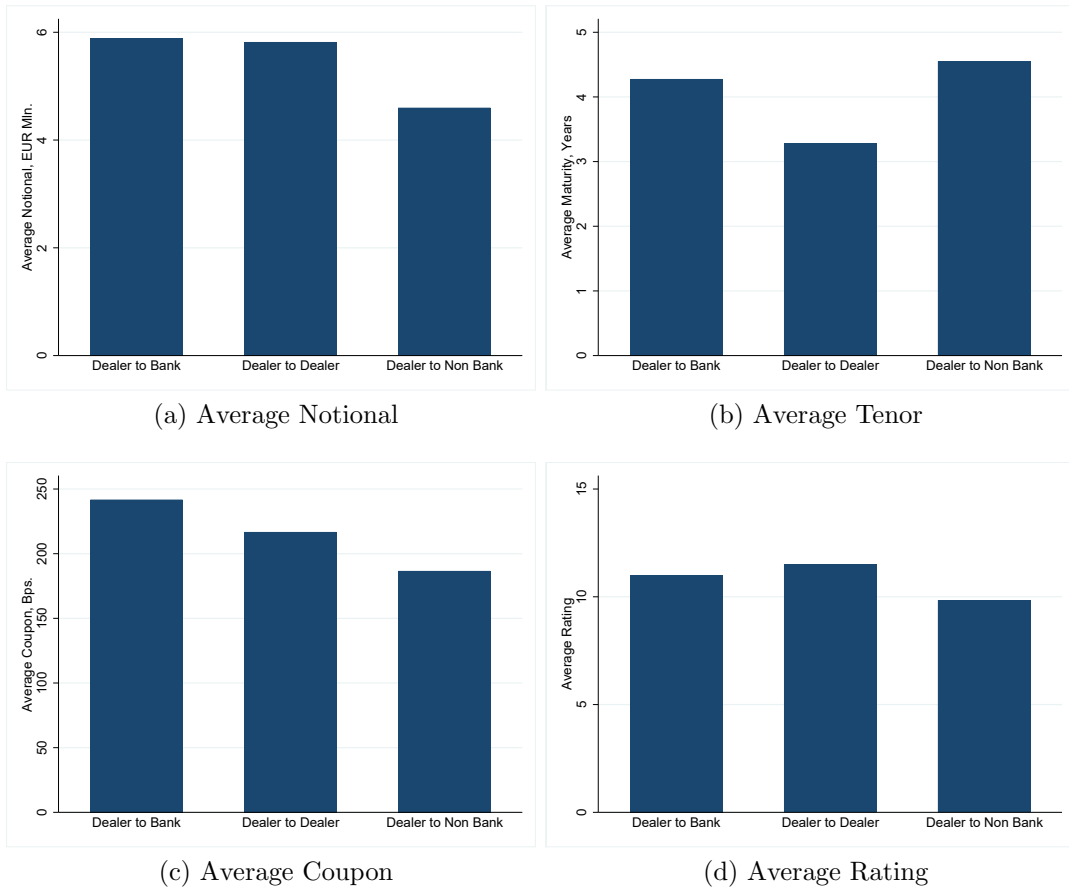 Average Notional, EUR Mln.
6
4
2
0
Dealer to Bank Dealer to Dealer Dealer to Non Bank
(a) Average Notional
Average Maturity, Years
5
4
3
2
1
0
Dealer to Bank Dealer to Dealer Dealer to Non Bank
(b) Average Tenor
Average Coupon, Bps.
250
200
150
100
50
0
Dealer to Bank Dealer to Dealer Dealer to Non Bank
(c) Average Coupon
Average Rating
15
10
5
0
Dealer to Bank Dealer to Dealer Dealer to Non Bank
(d) Average Rating